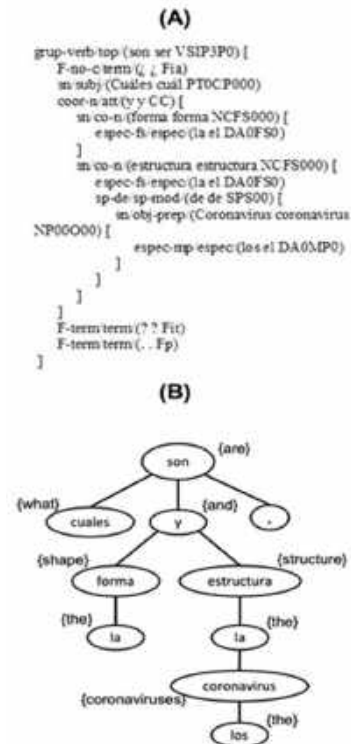 (A)
grup-verb/top/(son ser VSIP3P0) [
F-no-c/term/(¿ ¿ Fia)
sn/subj/(Cuáles cuál PT0CP000)
coor-n/att/(y y CC) [
sn/co-n/(forma forma NCFS000) [
espec-fs/espec/(la el DA0FS0)
]
sn/co-n/(estructura estructura NCFS000) [
espec-fs/espec/(la el DA0FS0)
sp-de/sp-mod/(de de SPS00) [
sn/obj-prep/(Coronavirus coronavirus
NP00O00) [
espec-mp/espec/(los el DA0MP0)
]
]
]
]
F-term/term/(? ? Fit)
F-term/term/(. . Fp)
]
(B)
son {are}
{what} cuales y {and} ,
{shape} forma estructura {structure}
{the} la la {the}
{coronaviruses} coronavirus
los {the}